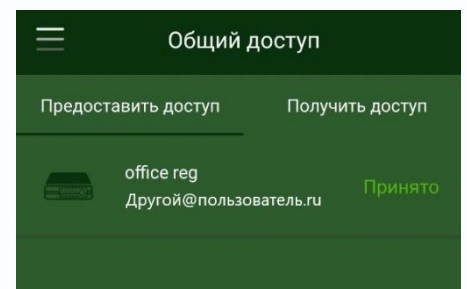 Общий доступ
Предоставить доступ Получить доступ
office reg
Другой@пользователь.ru Принято